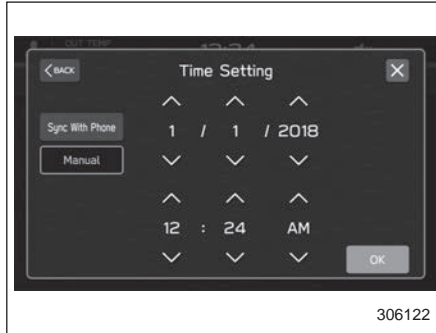 OUT TEMP 12:24
BACK Time Setting
Sync With Phone 1 / 1 / 2018
Manual
12 : 24 AM
OK
306122